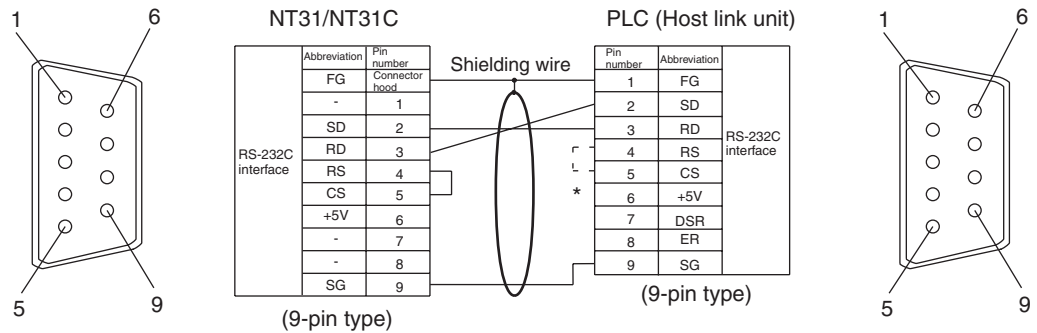 NT31/NT31C
PLC (Host link unit)
1
6
5
9
Abbreviation Pin number
FG Connector hood
- 1
SD 2
RD 3
RS 4
CS 5
+5V 6
- 7
- 8
SG 9
RS-232C
interface
(9-pin type)
Shielding wire
*
Pin number Abbreviation
1 FG
2 SD
3 RD
4 RS
5 CS
6 +5V
7 DSR
8 ER
9 SG
RS-232C
interface
(9-pin type)
1
6
5
9